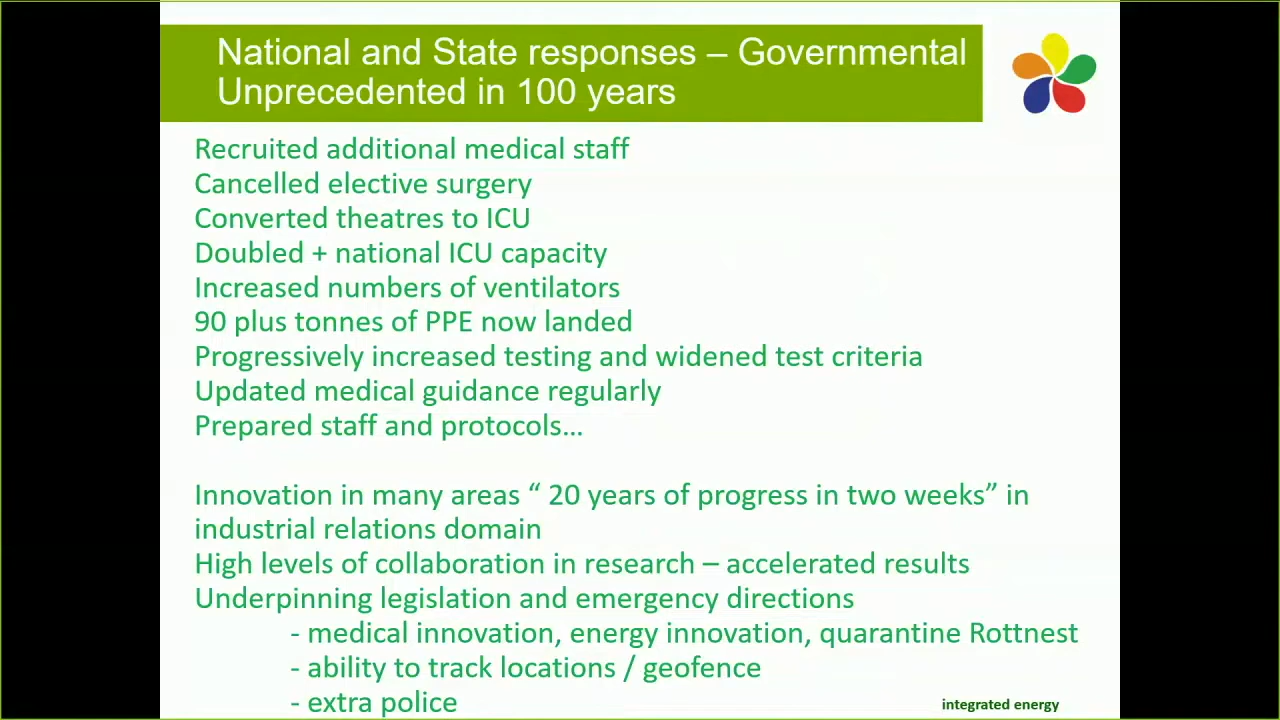 National and State responses – Governmental
Unprecedented in 100 years
Recruited additional medical staff
Cancelled elective surgery
Converted theatres to ICU
Doubled + national ICU capacity
Increased numbers of ventilators
90 plus tonnes of PPE now landed
Progressively increased testing and widened test criteria
Updated medical guidance regularly
Prepared staff and protocols…
Innovation in many areas “ 20 years of progress in two weeks” in
industrial relations domain
High levels of collaboration in research – accelerated results
Underpinning legislation and emergency directions
- medical innovation, energy innovation, quarantine Rottnest
- ability to track locations / geofence
- extra police
integrated energy